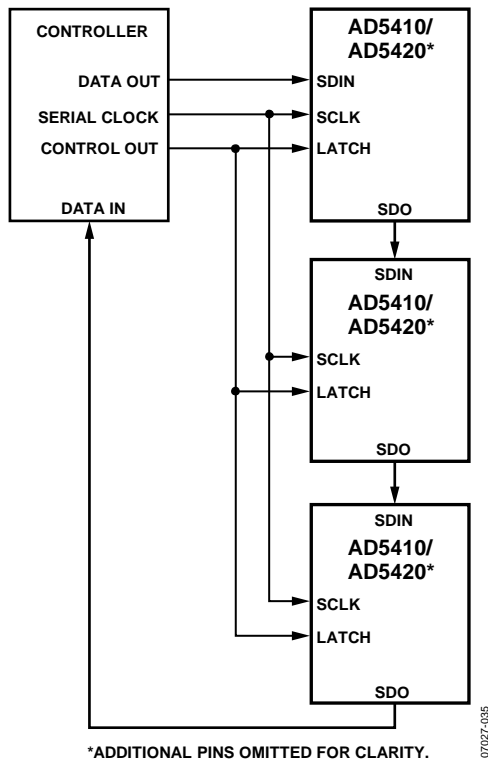 CONTROLLER
DATA OUT
SERIAL CLOCK
CONTROL OUT
DATA IN
AD5410/
AD5420*
SDIN
SCLK
LATCH
SDO
SDIN
AD5410/
AD5420*
SCLK
LATCH
SDO
SDIN
AD5410/
AD5420*
SCLK
LATCH
SDO
*ADDITIONAL PINS OMITTED FOR CLARITY.
07027-035